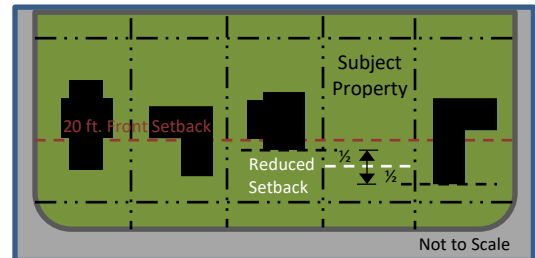 Subject
Property
20 ft. Front Setback
Reduced
Setback
½
½
Not to Scale